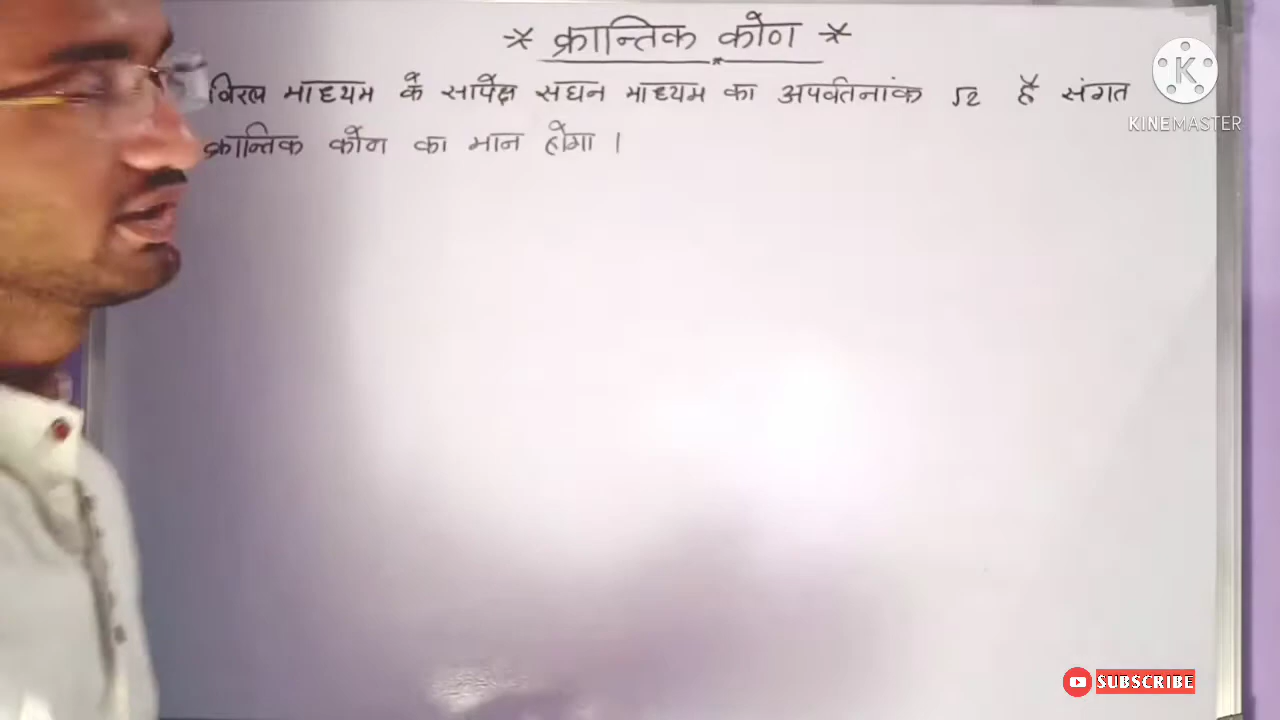 * क्रान्तिक कोण *
विरल माध्यम के सापेक्ष सघन माध्यम का अपवर्तनांक √2 है संगत
क्रान्तिक कोण का मान होगा ।
KINEMASTER
SUBSCRIBE